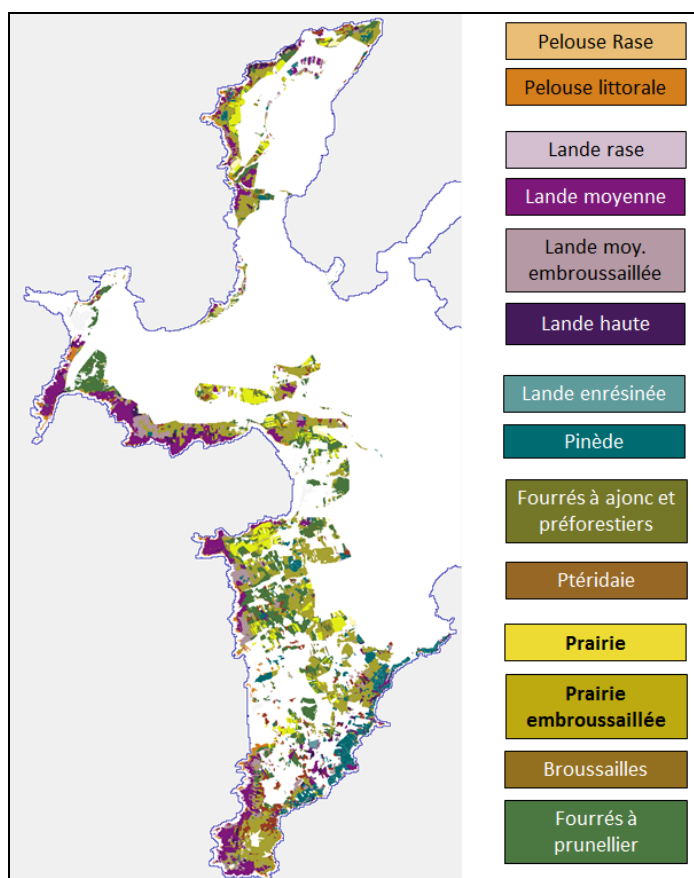 Pelouse Rase
Pelouse littorale
Lande rase
Lande moyenne
Lande moy.
embroussaillée
Lande haute
Lande enrésinée
Pinède
Fourrés à ajonc et
préforestiers
Ptéridaie
Prairie
Prairie
embroussaillée
Broussailles
Fourrés à
prunellier